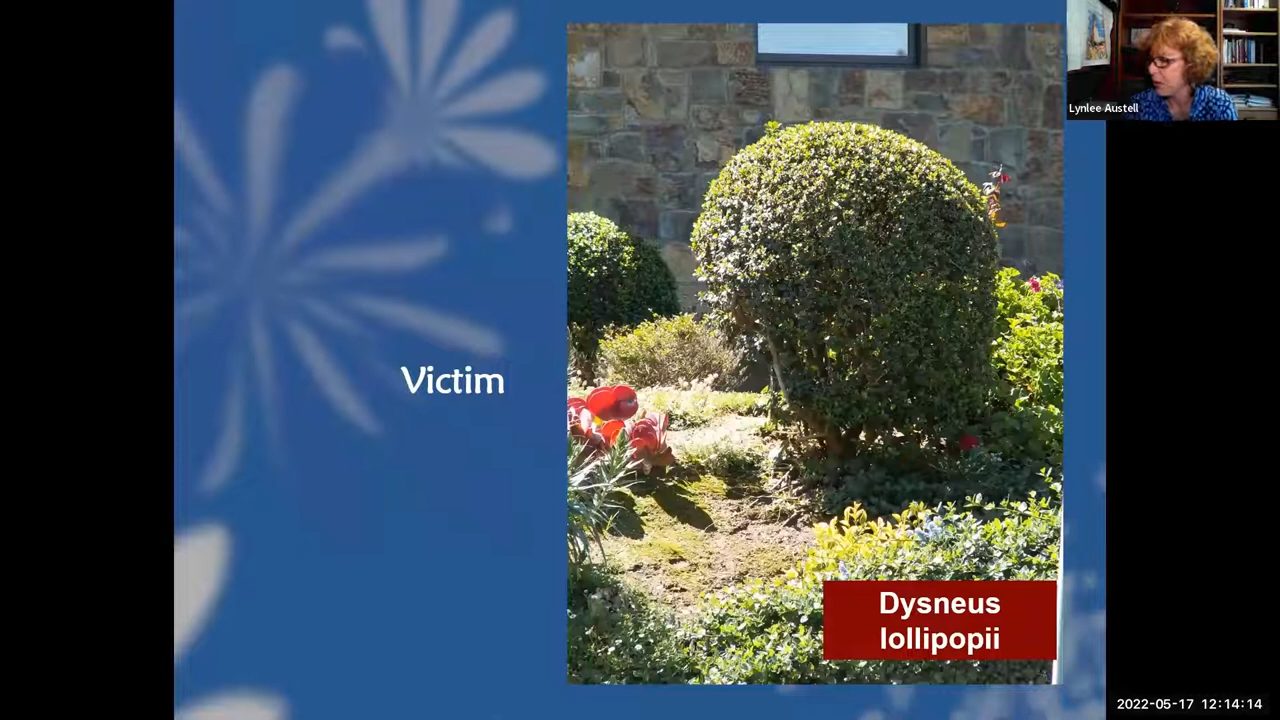 Lynlee Austell
Victim
Dysneus
lollipopii
2022-05-17 12:14:14